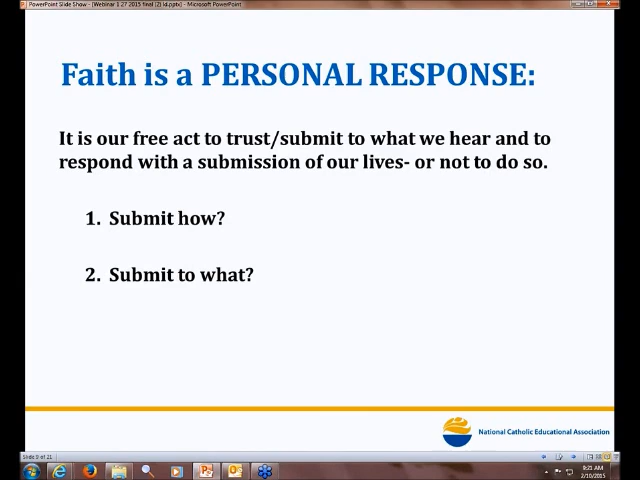 PowerPoint Slide Show - [Webinar 1 27 2015 final (2) ld.pptx] - Microsoft PowerPoint
Faith is a PERSONAL RESPONSE:
It is our free act to trust/submit to what we hear and to
respond with a submission of our lives- or not to do so.
1. Submit how?
2. Submit to what?
National Catholic Educational Association
Slide 9 of 21
9:21 AM
2/10/2015